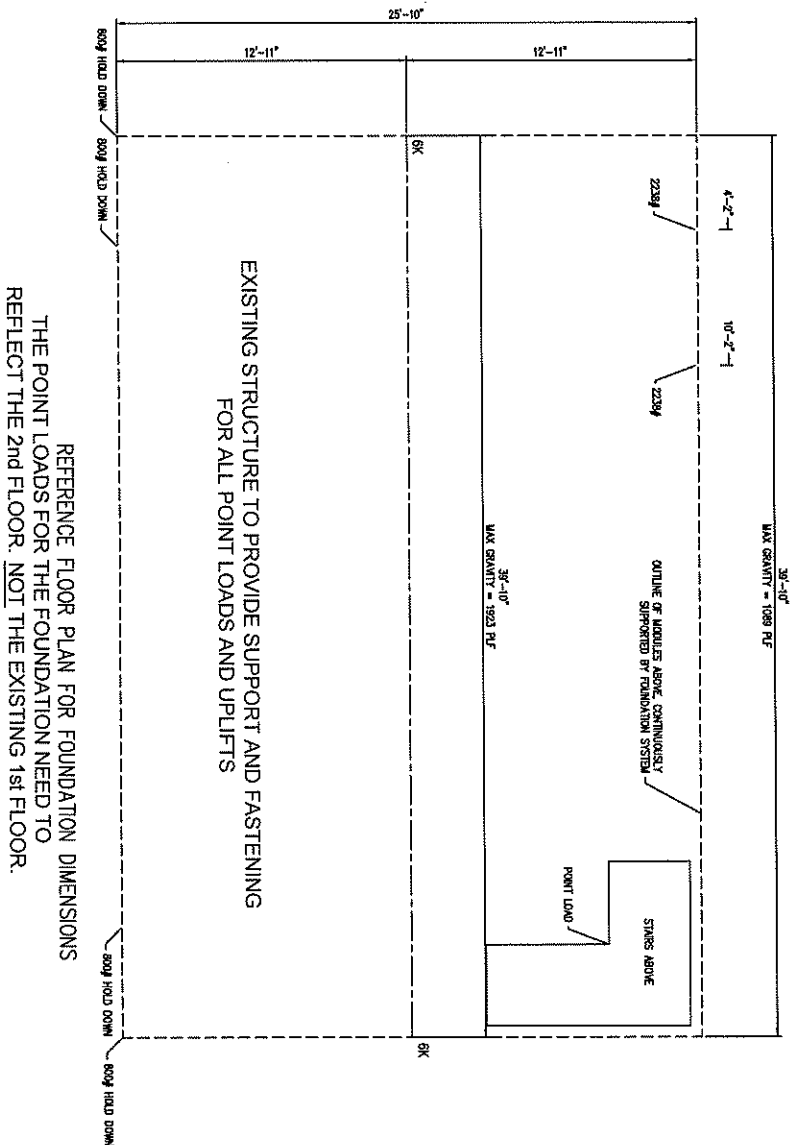 25'-10"
12'-11"
12'-11"
800# HOLD DOWN
800# HOLD DOWN
6K
2238#
4'-2"
10'-2"
2238#
39'-10"
MAX GRAVITY = 1089 PLF
OUTLINE OF MODULES ABOVE, CONTINUOUSLY
SUPPORTED BY FOUNDATION SYSTEM
39'-10"
MAX GRAVITY = 1923 PLF
EXISTING STRUCTURE TO PROVIDE SUPPORT AND FASTENING
FOR ALL POINT LOADS AND UPLIFTS
POINT LOAD
STAIRS ABOVE
6K
800# HOLD DOWN
800# HOLD DOWN
REFERENCE FLOOR PLAN FOR FOUNDATION DIMENSIONS
THE POINT LOADS FOR THE FOUNDATION NEED TO
REFLECT THE 2nd FLOOR. NOT THE EXISTING 1st FLOOR.